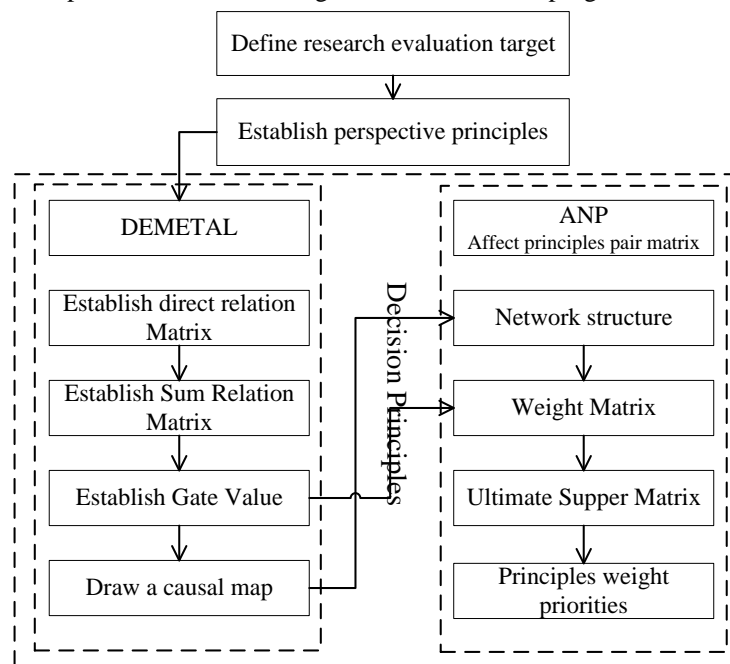 Define research evaluation target
Establish perspective principles
DEMETAL
Establish direct relation
Matrix
Establish Sum Relation
Matrix
Establish Gate Value
Draw a causal map
Decision Principles
ANP
Affect principles pair matrix
Network structure
Weight Matrix
Ultimate Supper Matrix
Principles weight
priorities